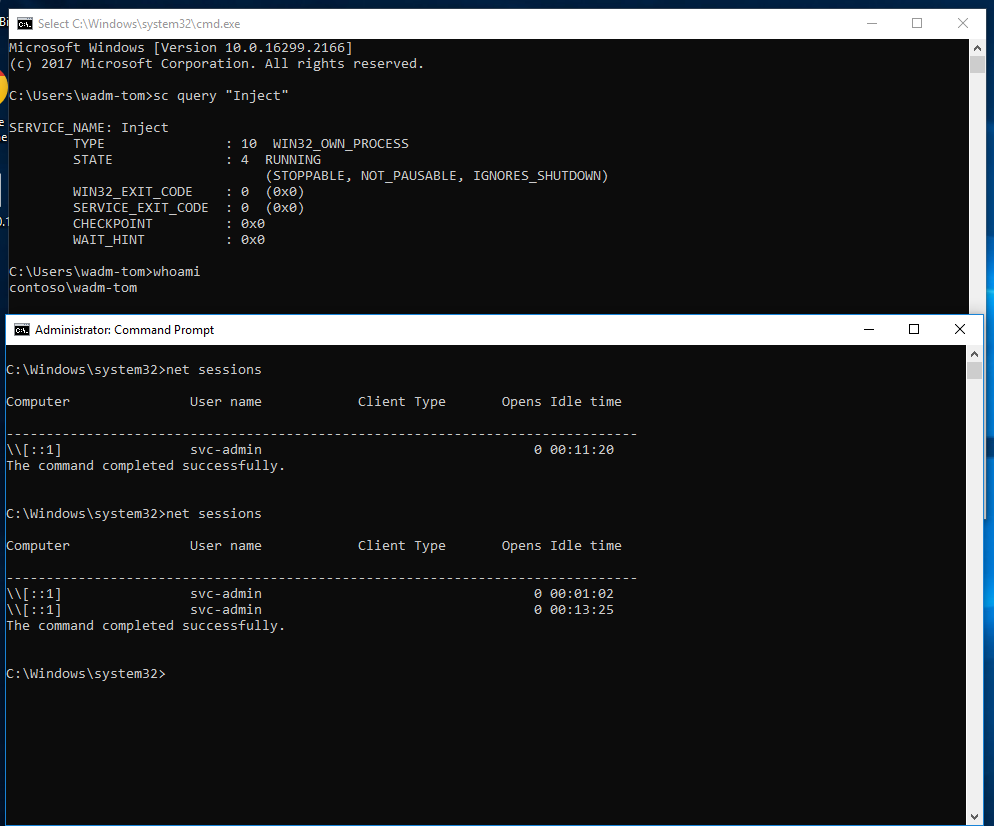 Select C:\Windows\system32\cmd.exe
Microsoft Windows [Version 10.0.16299.2166]
(c) 2017 Microsoft Corporation. All rights reserved.
C:\Users\wadm-tom>sc query "Inject"
SERVICE_NAME: Inject
TYPE : 10 WIN32_OWN_PROCESS
STATE : 4 RUNNING
(STOPPABLE, NOT_PAUSABLE, IGNORES_SHUTDOWN)
WIN32_EXIT_CODE : 0 (0x0)
SERVICE_EXIT_CODE : 0 (0x0)
CHECKPOINT : 0x0
WAIT_HINT : 0x0
C:\Users\wadm-tom>whoami
contoso\wadm-tom
Administrator: Command Prompt
C:\Windows\system32>net sessions
Computer User name Client Type Opens Idle time
-------------------------------------------------------------------------------
\\[::1] svc-admin 0 00:11:20
The command completed successfully.
C:\Windows\system32>net sessions
Computer User name Client Type Opens Idle time
-------------------------------------------------------------------------------
\\[::1] svc-admin 0 00:01:02
\\[::1] svc-admin 0 00:13:25
The command completed successfully.
C:\Windows\system32>